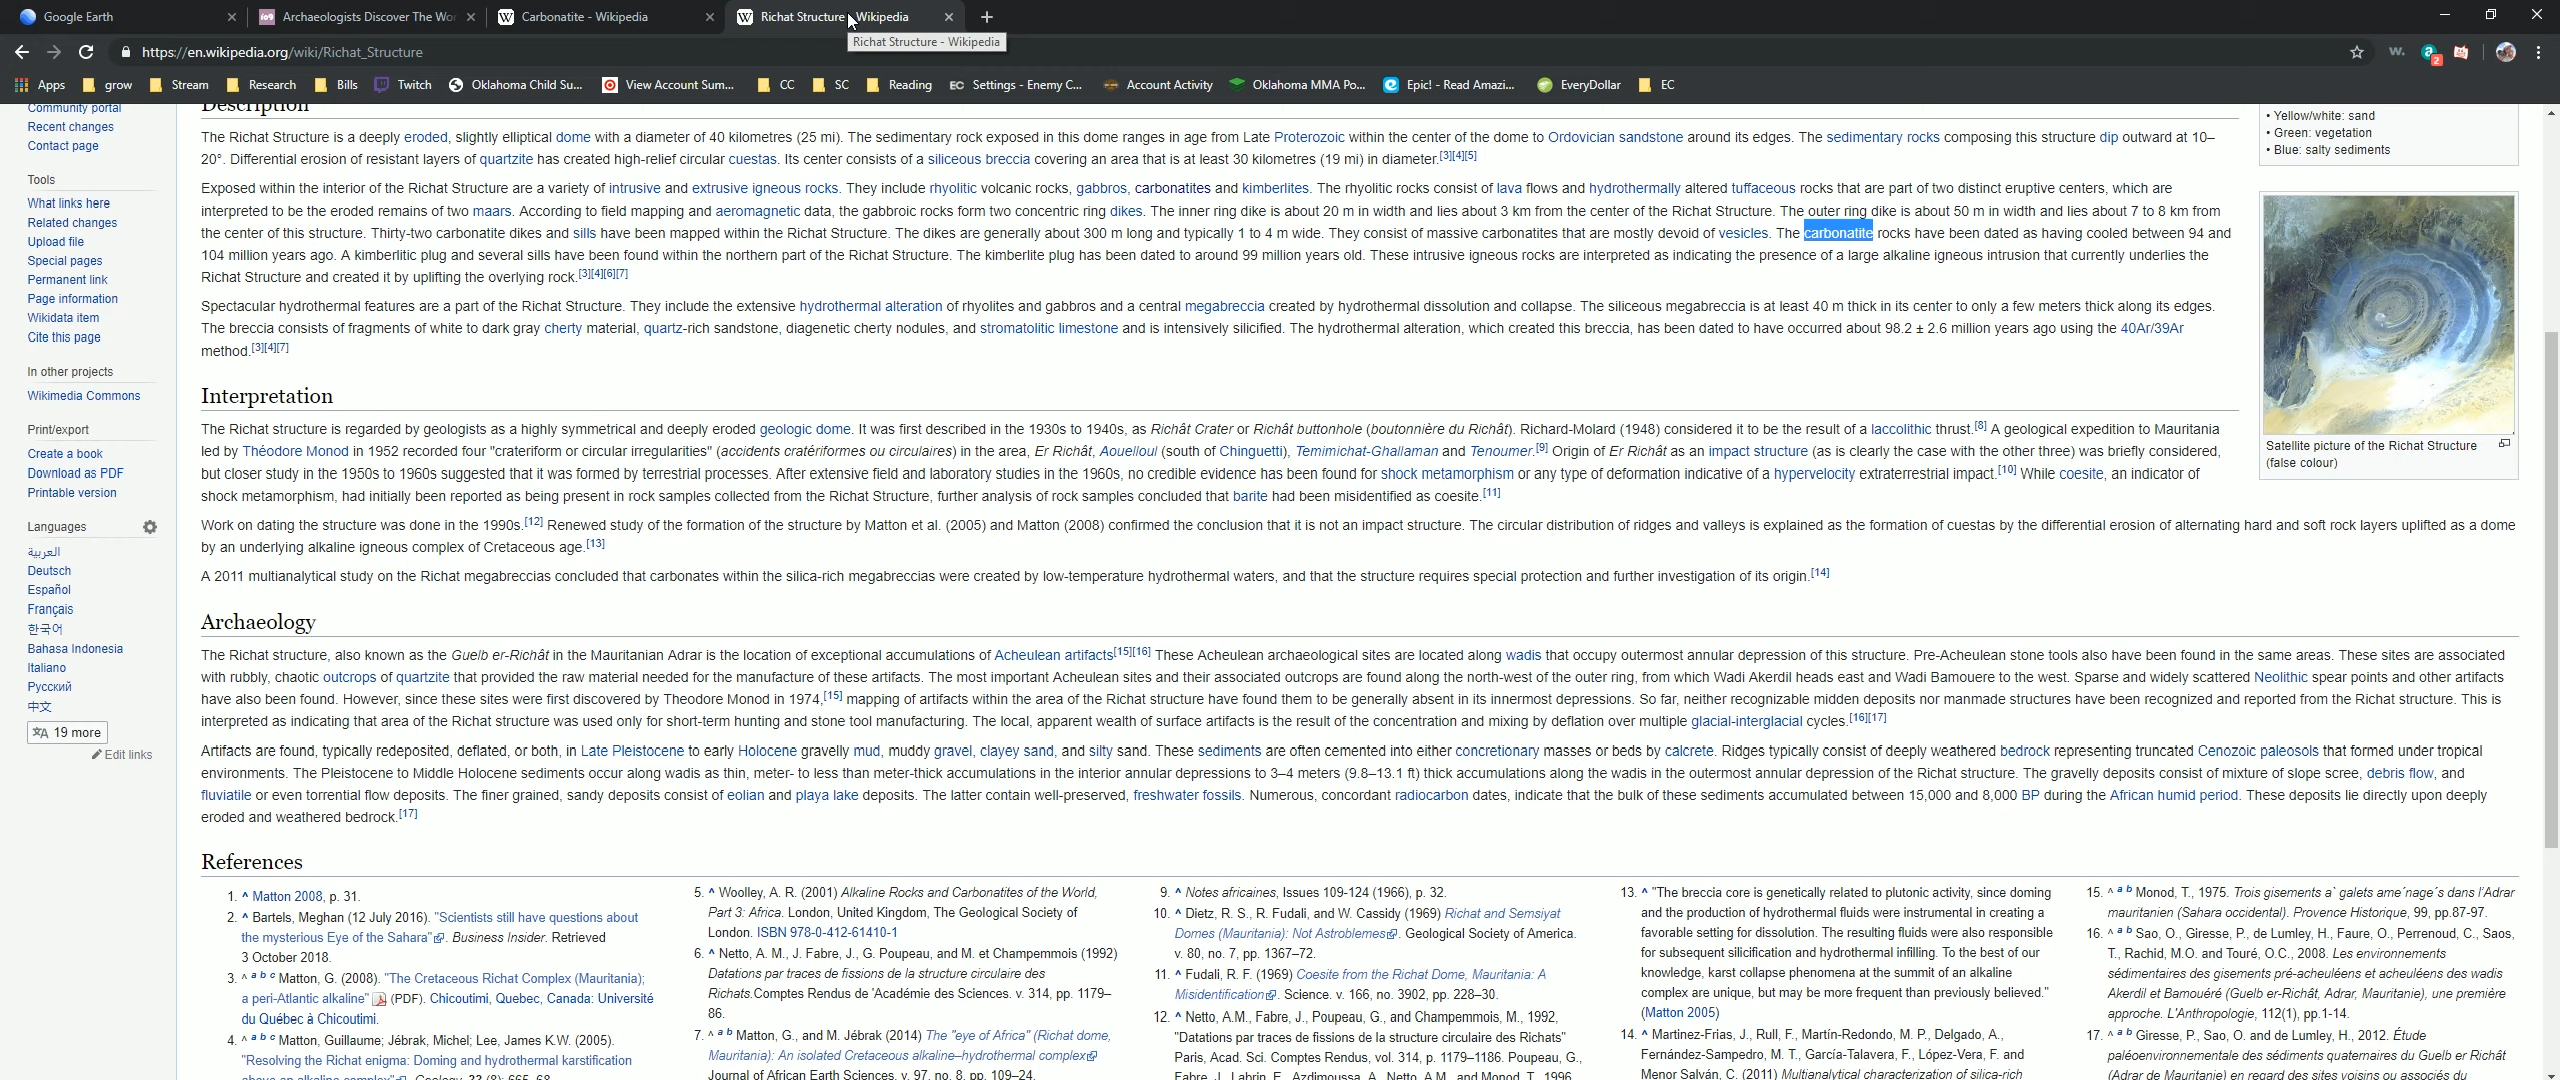 Google Earth
Archaeologists Discover The Wor
Carbonatite - Wikipedia
Richat Structure - Wikipedia
Richat Structure - Wikipedia
https://en.wikipedia.org/wiki/Richat_Structure
Apps grow Stream Research Bills Twitch Oklahoma Child Su... View Account Sum... CC SC Reading EC Settings - Enemy C... Account Activity Oklahoma MMA Po... Epic! - Read Amazi... EveryDollar EC
Community portal
Recent changes
Contact page
Tools
What links here
Related changes
Upload file
Special pages
Permanent link
Page information
Wikidata item
Cite this page
In other projects
Wikimedia Commons
Print/export
Create a book
Download as PDF
Printable version
Languages
العربية
Deutsch
Español
Français
한국어
Bahasa Indonesia
Italiano
Русский
中文
19 more
Edit links
Description
The Richat Structure is a deeply eroded, slightly elliptical dome with a diameter of 40 kilometres (25 mi). The sedimentary rock exposed in this dome ranges in age from Late Proterozoic within the center of the dome to Ordovician sandstone around its edges. The sedimentary rocks composing this structure dip outward at 10–
20°. Differential erosion of resistant layers of quartzite has created high-relief circular cuestas. Its center consists of a siliceous breccia covering an area that is at least 30 kilometres (19 mi) in diameter.[3][4][5]
Exposed within the interior of the Richat Structure are a variety of intrusive and extrusive igneous rocks. They include rhyolitic volcanic rocks, gabbros, carbonatites and kimberlites. The rhyolitic rocks consist of lava flows and hydrothermally altered tuffaceous rocks that are part of two distinct eruptive centers, which are
interpreted to be the eroded remains of two maars. According to field mapping and aeromagnetic data, the gabbroic rocks form two concentric ring dikes. The inner ring dike is about 20 m in width and lies about 3 km from the center of the Richat Structure. The outer ring dike is about 50 m in width and lies about 7 to 8 km from
the center of this structure. Thirty-two carbonatite dikes and sills have been mapped within the Richat Structure. The dikes are generally about 300 m long and typically 1 to 4 m wide. They consist of massive carbonatites that are mostly devoid of vesicles. The carbonatite rocks have been dated as having cooled between 94 and
104 million years ago. A kimberlitic plug and several sills have been found within the northern part of the Richat Structure. The kimberlite plug has been dated to around 99 million years old. These intrusive igneous rocks are interpreted as indicating the presence of a large alkaline igneous intrusion that currently underlies the
Richat Structure and created it by uplifting the overlying rock.[3][4][6][7]
Spectacular hydrothermal features are a part of the Richat Structure. They include the extensive hydrothermal alteration of rhyolites and gabbros and a central megabreccia created by hydrothermal dissolution and collapse. The siliceous megabreccia is at least 40 m thick in its center to only a few meters thick along its edges.
The breccia consists of fragments of white to dark gray cherty material, quartz-rich sandstone, diagenetic cherty nodules, and stromatolitic limestone and is intensively silicified. The hydrothermal alteration, which created this breccia, has been dated to have occurred about 98.2 ± 2.6 million years ago using the 40Ar/39Ar
method.[3][4][7]
• Yellow/white: sand
• Green: vegetation
• Blue: salty sediments
Satellite picture of the Richat Structure
(false colour)
Interpretation
The Richat structure is regarded by geologists as a highly symmetrical and deeply eroded geologic dome. It was first described in the 1930s to 1940s, as Richât Crater or Richât buttonhole (boutonnière du Richât). Richard-Molard (1948) considered it to be the result of a laccolithic thrust.[8] A geological expedition to Mauritania
led by Théodore Monod in 1952 recorded four "crateriform or circular irregularities" (accidents cratériformes ou circulaires) in the area, Er Richât, Aouelloul (south of Chinguetti), Temimichat-Ghallaman and Tenoumer.[9] Origin of Er Richât as an impact structure (as is clearly the case with the other three) was briefly considered,
but closer study in the 1950s to 1960s suggested that it was formed by terrestrial processes. After extensive field and laboratory studies in the 1960s, no credible evidence has been found for shock metamorphism or any type of deformation indicative of a hypervelocity extraterrestrial impact.[10] While coesite, an indicator of
shock metamorphism, had initially been reported as being present in rock samples collected from the Richat Structure, further analysis of rock samples concluded that barite had been misidentified as coesite.[11]
Work on dating the structure was done in the 1990s.[12] Renewed study of the formation of the structure by Matton et al. (2005) and Matton (2008) confirmed the conclusion that it is not an impact structure. The circular distribution of ridges and valleys is explained as the formation of cuestas by the differential erosion of alternating hard and soft rock layers uplifted as a dome
by an underlying alkaline igneous complex of Cretaceous age.[13]
A 2011 multianalytical study on the Richat megabreccias concluded that carbonates within the silica-rich megabreccias were created by low-temperature hydrothermal waters, and that the structure requires special protection and further investigation of its origin.[14]
Archaeology
The Richat structure, also known as the Guelb er-Richât in the Mauritanian Adrar is the location of exceptional accumulations of Acheulean artifacts[15][16] These Acheulean archaeological sites are located along wadis that occupy outermost annular depression of this structure. Pre-Acheulean stone tools also have been found in the same areas. These sites are associated
with rubbly, chaotic outcrops of quartzite that provided the raw material needed for the manufacture of these artifacts. The most important Acheulean sites and their associated outcrops are found along the north-west of the outer ring, from which Wadi Akerdil heads east and Wadi Bamouere to the west. Sparse and widely scattered Neolithic spear points and other artifacts
have also been found. However, since these sites were first discovered by Theodore Monod in 1974,[15] mapping of artifacts within the area of the Richat structure have found them to be generally absent in its innermost depressions. So far, neither recognizable midden deposits nor manmade structures have been recognized and reported from the Richat structure. This is
interpreted as indicating that area of the Richat structure was used only for short-term hunting and stone tool manufacturing. The local, apparent wealth of surface artifacts is the result of the concentration and mixing by deflation over multiple glacial-interglacial cycles.[16][17]
Artifacts are found, typically redeposited, deflated, or both, in Late Pleistocene to early Holocene gravelly mud, muddy gravel, clayey sand, and silty sand. These sediments are often cemented into either concretionary masses or beds by calcrete. Ridges typically consist of deeply weathered bedrock representing truncated Cenozoic paleosols that formed under tropical
environments. The Pleistocene to Middle Holocene sediments occur along wadis as thin, meter- to less than meter-thick accumulations in the interior annular depressions to 3–4 meters (9.8–13.1 ft) thick accumulations along the wadis in the outermost annular depression of the Richat structure. The gravelly deposits consist of mixture of slope scree, debris flow, and
fluviatile or even torrential flow deposits. The finer grained, sandy deposits consist of eolian and playa lake deposits. The latter contain well-preserved, freshwater fossils. Numerous, concordant radiocarbon dates, indicate that the bulk of these sediments accumulated between 15,000 and 8,000 BP during the African humid period. These deposits lie directly upon deeply
eroded and weathered bedrock.[17]
References
1. ^ Matton 2008, p. 31.
2. ^ Bartels, Meghan (12 July 2016). "Scientists still have questions about
the mysterious Eye of the Sahara". Business Insider. Retrieved
3 October 2018.
3. ^ a b c Matton, G. (2008). "The Cretaceous Richat Complex (Mauritania);
a peri-Atlantic alkaline" (PDF). Chicoutimi, Quebec, Canada: Université
du Québec à Chicoutimi.
4. ^ a b c Matton, Guillaume; Jébrak, Michel; Lee, James K.W. (2005).
"Resolving the Richat enigma: Doming and hydrothermal karstification
above an alkaline complex". Geology. 33 (8): 665–68.
5. ^ Woolley, A. R. (2001) Alkaline Rocks and Carbonatites of the World,
Part 3: Africa. London, United Kingdom, The Geological Society of
London. ISBN 978-0-412-61410-1
6. ^ Netto, A. M., J. Fabre, J., G. Poupeau, and M. et Champemmois (1992)
Datations par traces de fissions de la structure circulaire des
Richats.Comptes Rendus de 'Académie des Sciences. v. 314, pp. 1179–
86.
7. ^ a b Matton, G., and M. Jébrak (2014) The "eye of Africa" (Richat dome,
Mauritania): An isolated Cretaceous alkaline–hydrothermal complex
Journal of African Earth Sciences. v. 97, no. 8, pp. 109–24.
9. ^ Notes africaines, Issues 109-124 (1966), p. 32.
10. ^ Dietz, R. S., R. Fudali, and W. Cassidy (1969) Richat and Semsiyat
Domes (Mauritania): Not Astroblemes. Geological Society of America.
v. 80, no. 7, pp. 1367–72.
11. ^ Fudali, R. F. (1969) Coesite from the Richat Dome, Mauritania: A
Misidentification. Science. v. 166, no. 3902, pp. 228–30.
12. ^ Netto, A.M., Fabre, J., Poupeau, G., and Champemmois, M., 1992,
"Datations par traces de fissions de la structure circulaire des Richats"
Paris, Acad. Sci. Comptes Rendus, vol. 314, p. 1179–1186. Poupeau, G.,
Fabre, J., Labrin, E., Azdimoussa, A., Netto, A.M., and Monod, T., 1996,
13. ^ "The breccia core is genetically related to plutonic activity, since doming
and the production of hydrothermal fluids were instrumental in creating a
favorable setting for dissolution. The resulting fluids were also responsible
for subsequent silicification and hydrothermal infilling. To the best of our
knowledge, karst collapse phenomena at the summit of an alkaline
complex are unique, but may be more frequent than previously believed."
(Matton 2005)
14. ^ Martinez-Frias, J., Rull, F., Martín-Redondo, M. P., Delgado, A.,
Fernández-Sampedro, M. T., García-Talavera, F., López-Vera, F. and
Menor Salván, C. (2011) Multianalytical characterization of silica-rich
15. ^ a b Monod, T., 1975. Trois gisements a` galets ame´nage´s dans l'Adrar
mauritanien (Sahara occidental). Provence Historique, 99, pp.87-97.
16. ^ a b Sao, O., Giresse, P., de Lumley, H., Faure, O., Perrenoud, C., Saos,
T., Rachid, M.O. and Touré, O.C., 2008. Les environnements
sédimentaires des gisements pré-acheuléens et acheuléens des wadis
Akerdil et Bamouéré (Guelb er-Richât, Adrar, Mauritanie), une première
approche. L'Anthropologie, 112(1), pp.1-14.
17. ^ a b Giresse, P., Sao, O. and de Lumley, H., 2012. Étude
paléoenvironnementale des sédiments quaternaires du Guelb er Richât
(Adrar de Mauritanie) en regard des sites voisins ou associés du